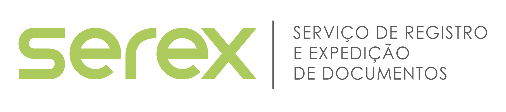 serex
SERVIÇO DE REGISTRO
E EXPEDIÇÃO
DE DOCUMENTOS